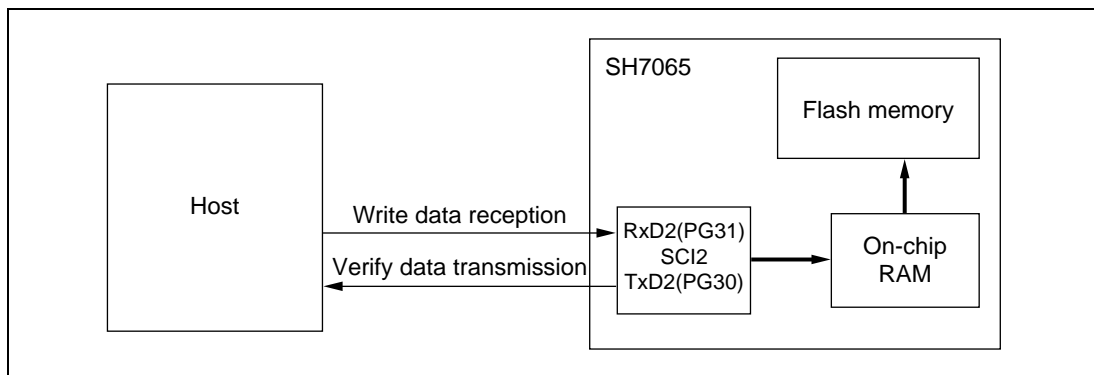 SH7065
Flash memory
Host
Write data reception
Verify data transmission
RxD2(PG31)
SCI2
TxD2(PG30)
On-chip
RAM